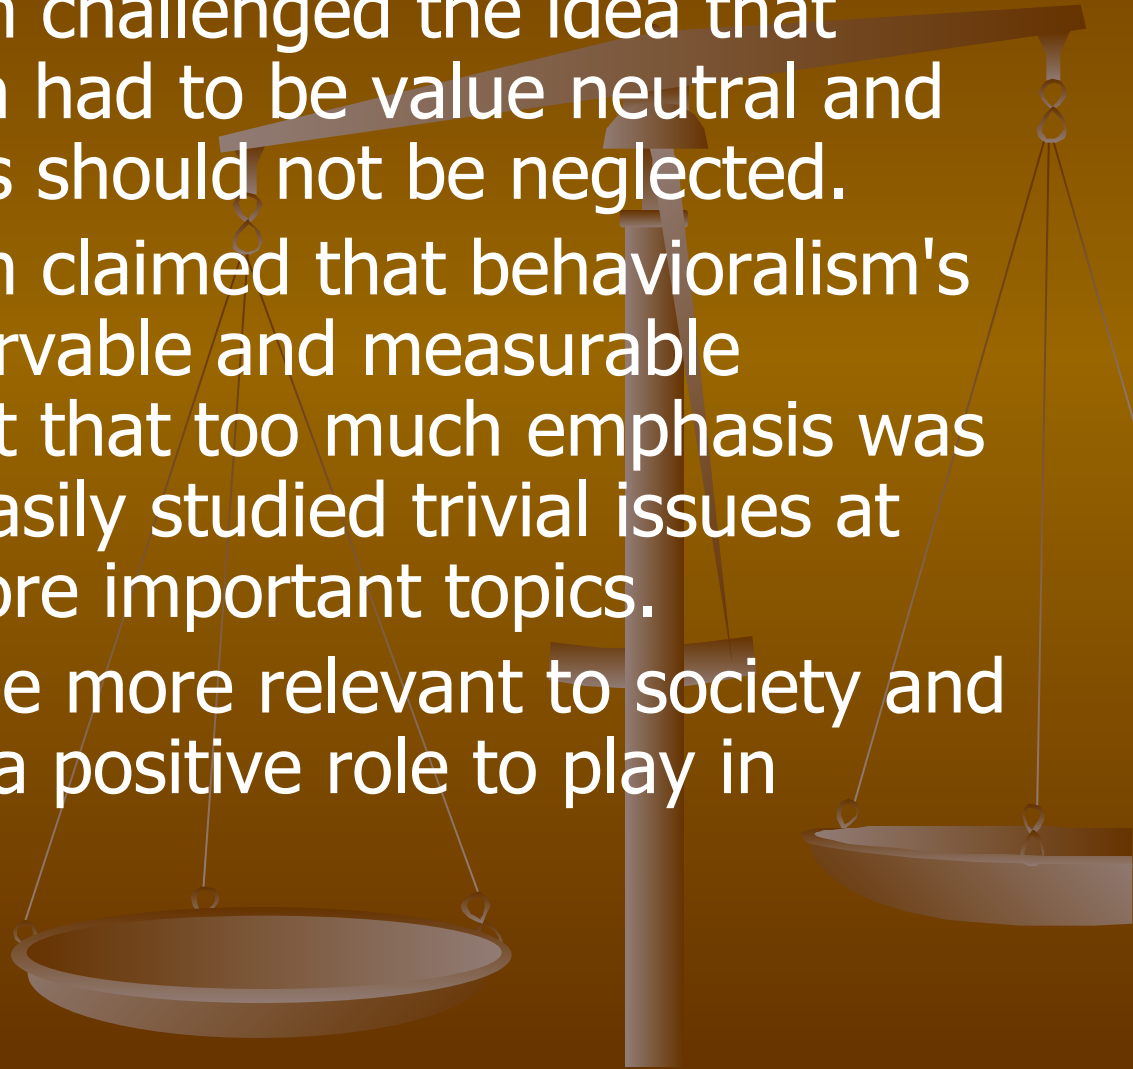 n challenged the idea that
n had to be value neutral and
s should not be neglected.
n claimed that behavioralism's
rvable and measurable
t that too much emphasis was
asily studied trivial issues at
ore important topics.
e more relevant to society and
a positive role to play in